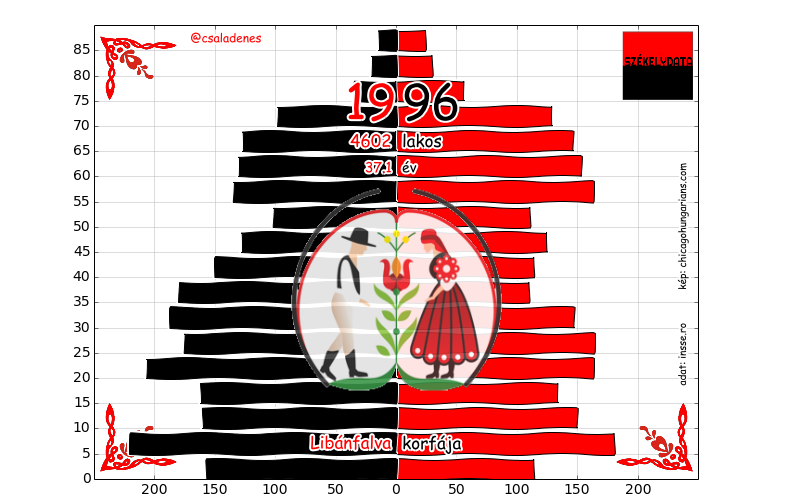 @csaladenes
SZÉKELYDATA
1996
4602 lakos
37.1 év
kép: chicagohungarians.com
adat: insse.ro
Libánfalva korfája
85
80
75
70
65
60
55
50
45
40
35
30
25
20
15
10
5
0
200 150 100 50 0 50 100 150 200